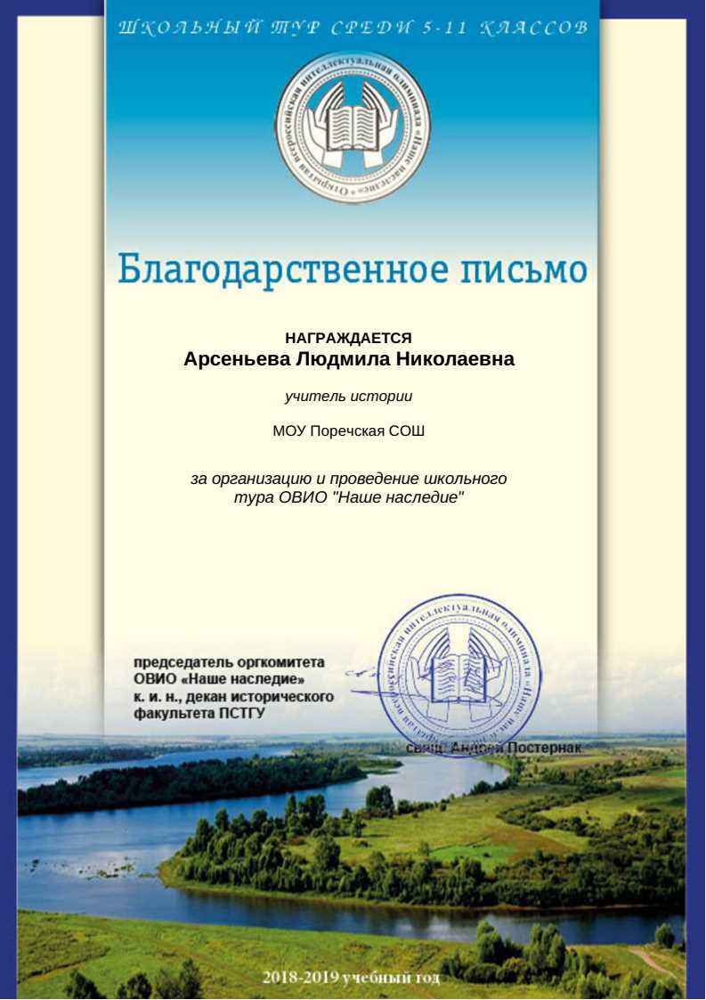 ШКОЛЬНЫЙ ТУР СРЕДИ 5-11 КЛАССОВ
Открытая всероссийская интеллектуальная олимпиада «Наше наследие»
Благодарственное письмо
НАГРАЖДАЕТСЯ
Арсеньева Людмила Николаевна
учитель истории
МОУ Поречская СОШ
за организацию и проведение школьного
тура ОВИО "Наше наследие"
председатель оргкомитета
ОВИО «Наше наследие»
к. и. н., декан исторического
факультета ПСТГУ
Открытая всероссийская интеллектуальная олимпиада «Наше наследие»
свящ. Андрей Постернак
2018-2019 учебный год